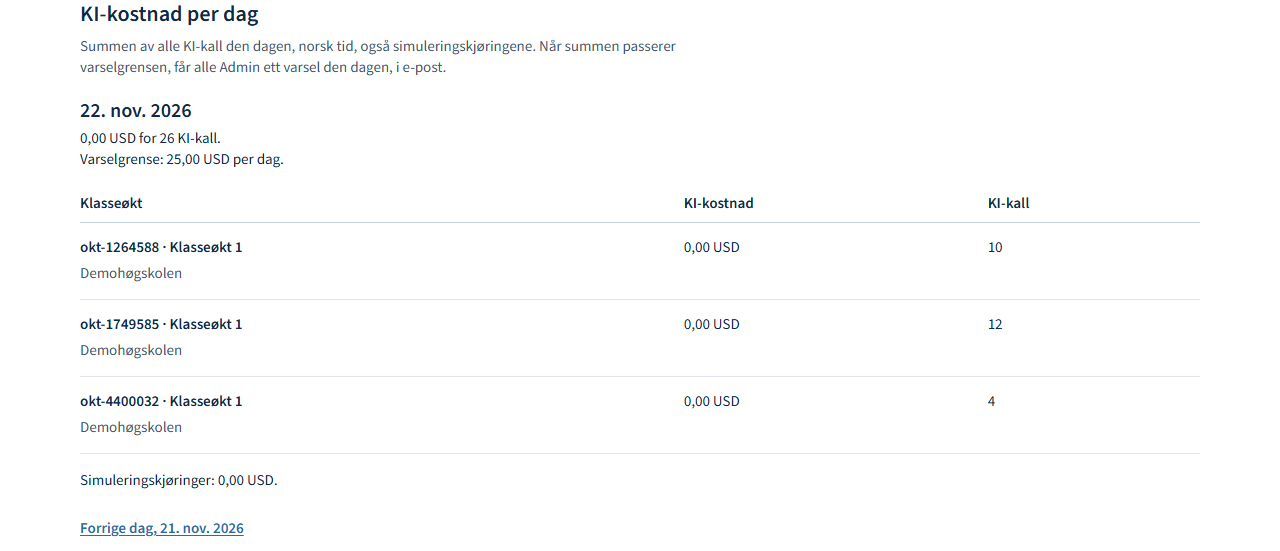 KI-kostnad per dag
Summen av alle KI-kall den dagen, norsk tid, også simuleringskjøringene. Når summen passerer
varselgrensen, får alle Admin ett varsel den dagen, i e-post.
22. nov. 2026
0,00 USD for 26 KI-kall.
Varselgrense: 25,00 USD per dag.
Klasseøkt KI-kostnad KI-kall
okt-1264588 · Klasseøkt 1 0,00 USD 10
Demohøgskolen
okt-1749585 · Klasseøkt 1 0,00 USD 12
Demohøgskolen
okt-4400032 · Klasseøkt 1 0,00 USD 4
Demohøgskolen
Simuleringskjøringer: 0,00 USD.
Forrige dag, 21. nov. 2026